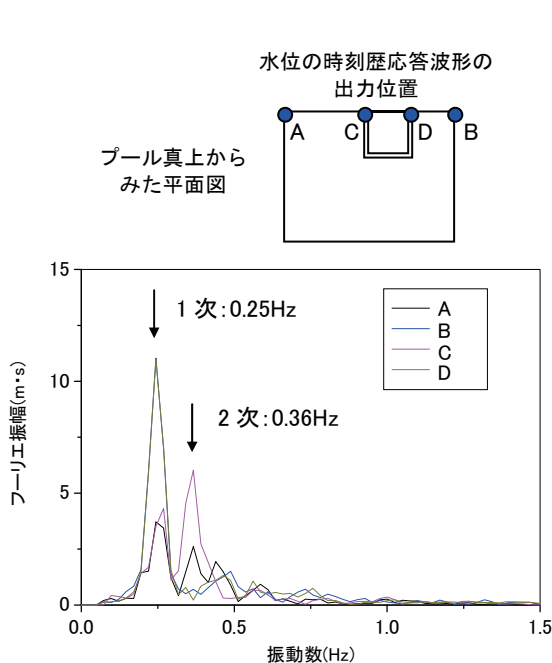 水位の時刻歴応答波形の
出力位置
A
C
D
B
プール真上から
みた平面図
15
10
5
0
フーリエ振幅(m・s)
1 次：0.25Hz
2 次：0.36Hz
A
B
C
D
0.0
0.5
1.0
1.5
振動数(Hz)